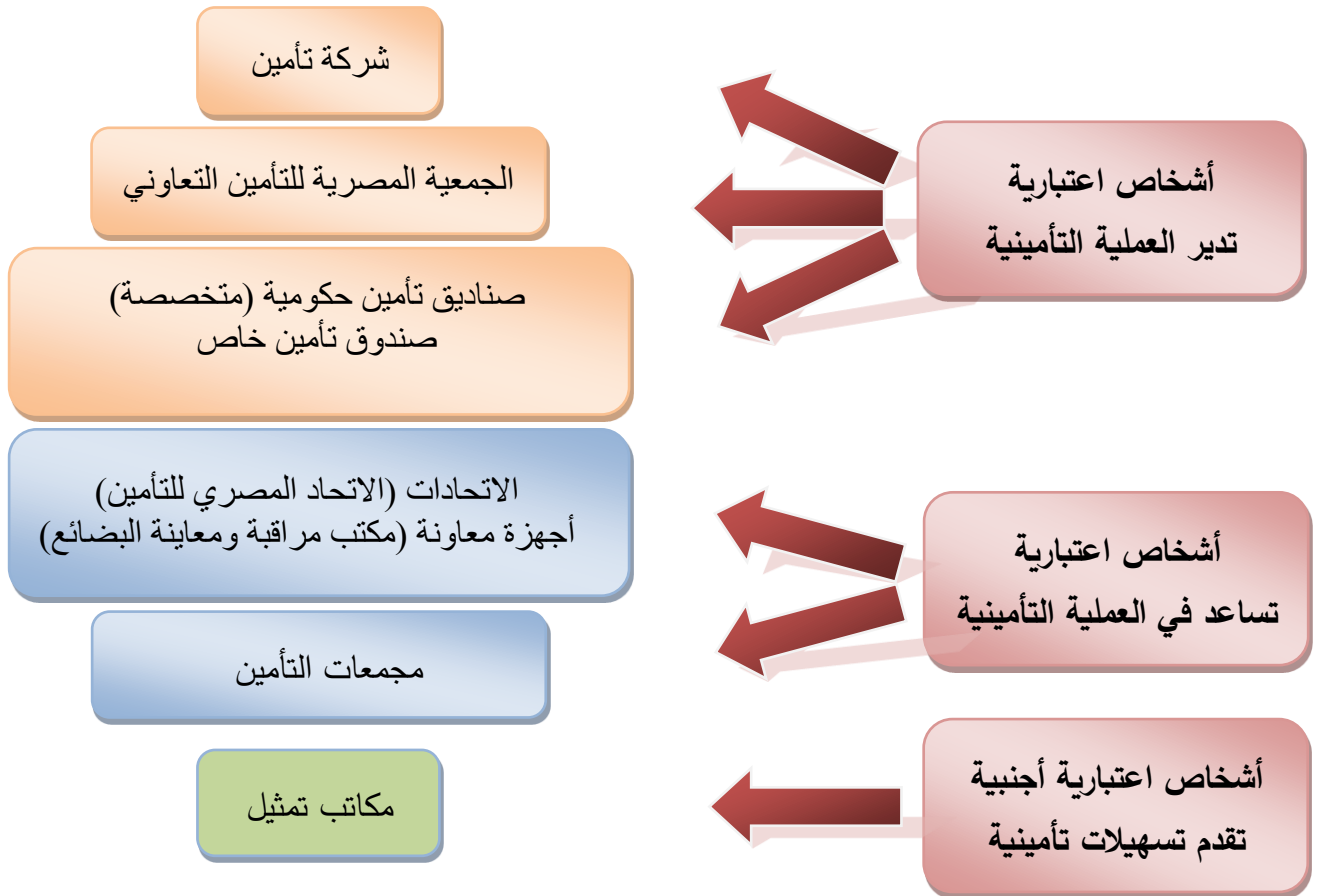 أشخاص اعتبارية
تدير العملية التأمينية
شركة تأمين
الجمعية المصرية للتأمين التعاوني
صناديق تأمين حكومية (متخصصة)
صندوق تأمين خاص
أشخاص اعتبارية
تساعد في العملية التأمينية
الاتحادات (الاتحاد المصري للتأمين)
أجهزة معاونة (مكتب مراقبة ومعاينة البضائع)
مجمعات التأمين
أشخاص اعتبارية أجنبية
تقدم تسهيلات تأمينية
مكاتب تمثيل